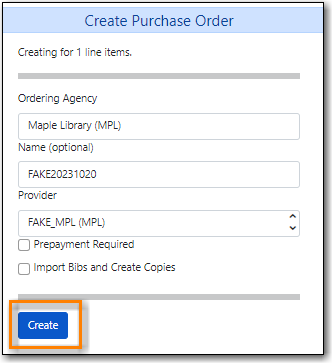 Create Purchase Order
Creating for 1 line items.
Ordering Agency
Maple Library (MPL)
Name (optional)
FAKE20231020
Provider
FAKE_MPL (MPL)
Prepayment Required
Import Bibs and Create Copies
Create